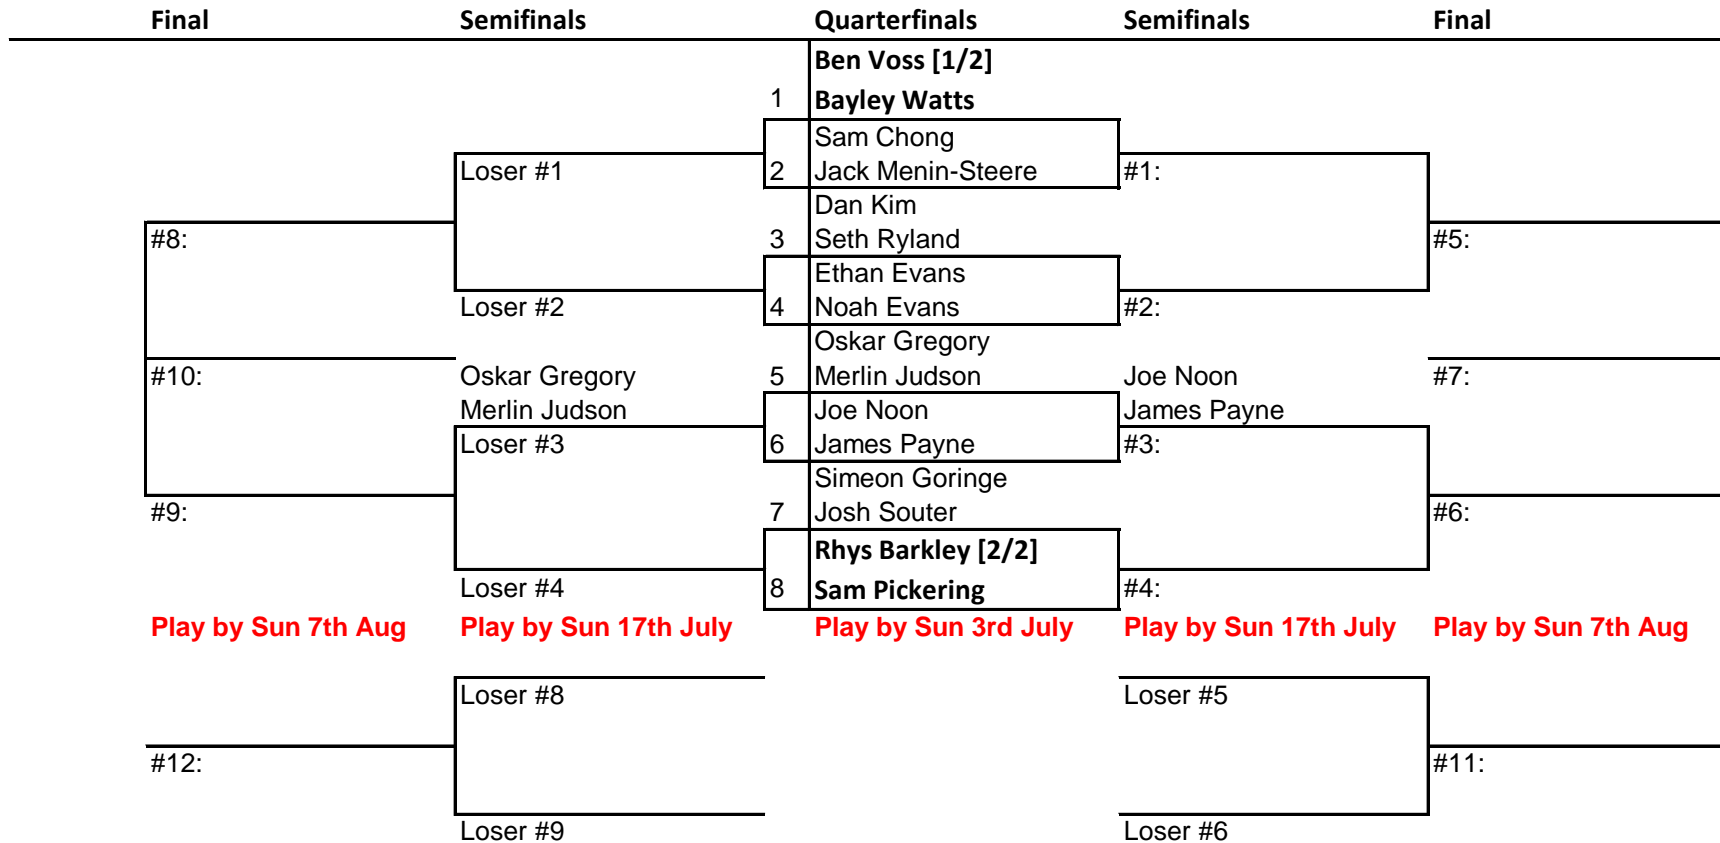 Final Semifinals Quarterfinals Semifinals Final
Ben Voss [1/2]
1 Bayley Watts
Sam Chong
Loser #1 2 Jack Menin-Steere #1:
Dan Kim
#8: 3 Seth Ryland #5:
Ethan Evans
Loser #2 4 Noah Evans #2:
Oskar Gregory
#10: Oskar Gregory 5 Merlin Judson Joe Noon #7:
Merlin Judson Joe Noon James Payne
Loser #3 6 James Payne #3:
Simeon Goringe
#9: 7 Josh Souter #6:
Rhys Barkley [2/2]
Loser #4 8 Sam Pickering #4:
Play by Sun 7th Aug Play by Sun 17th July Play by Sun 3rd July Play by Sun 17th July Play by Sun 7th Aug
Loser #8 Loser #5
#12: #11:
Loser #9 Loser #6